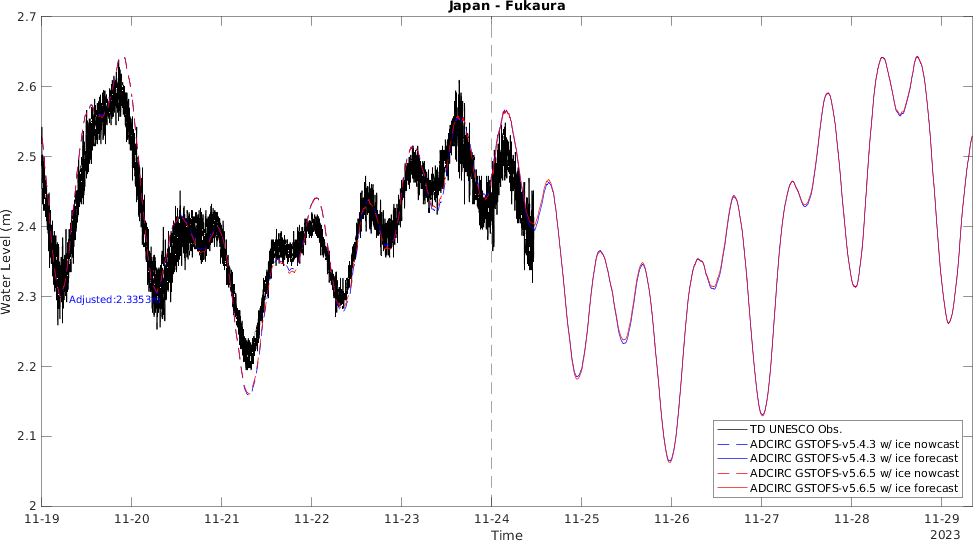 Japan - Fukaura
2.7
2.6
2.5
2.4
2.3
2.2
2.1
2
Water Level (m)
Adjusted:2.3353
TD UNESCO Obs.
ADCIRC GSTOFS-v5.4.3 w/ ice nowcast
ADCIRC GSTOFS-v5.4.3 w/ ice forecast
ADCIRC GSTOFS-v5.6.5 w/ ice nowcast
ADCIRC GSTOFS-v5.6.5 w/ ice forecast
11-19 11-20 11-21 11-22 11-23 11-24 11-25 11-26 11-27 11-28 11-29
Time
2023